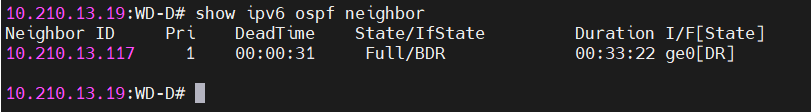 10.210.13.19:WD-D# show ipv6 ospf neighbor
Neighbor ID     Pri    DeadTime    State/IfState         Duration I/F[State]
10.210.13.117     1    00:00:31     Full/BDR             00:33:22 ge0[DR]
10.210.13.19:WD-D#